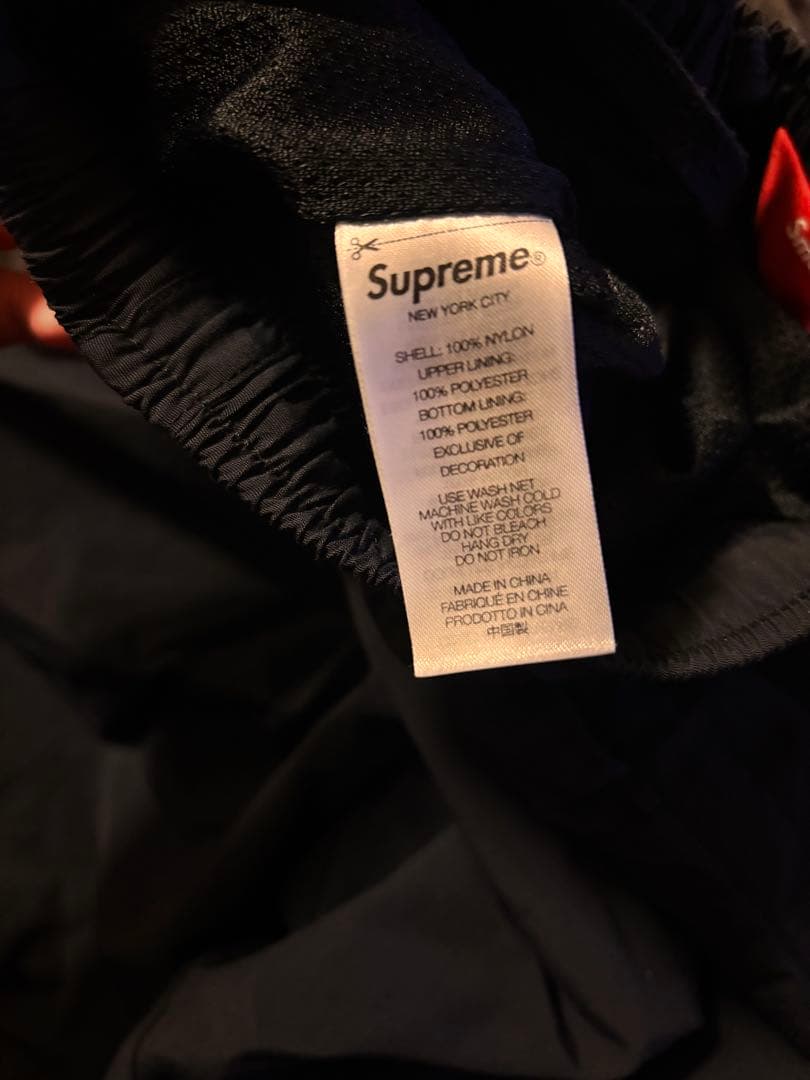 Supreme®
NEW YORK CITY
SHELL: 100% NYLON
UPPER LINING:
100% POLYESTER
BOTTOM LINING:
100% POLYESTER
EXCLUSIVE OF
DECORATION
USE WASH NET
MACHINE WASH COLD
WITH LIKE COLORS
DO NOT BLEACH
HANG DRY
DO NOT IRON
MADE IN CHINA
FABRIQUÉ EN CHINE
PRODOTTO IN CINA
中国製